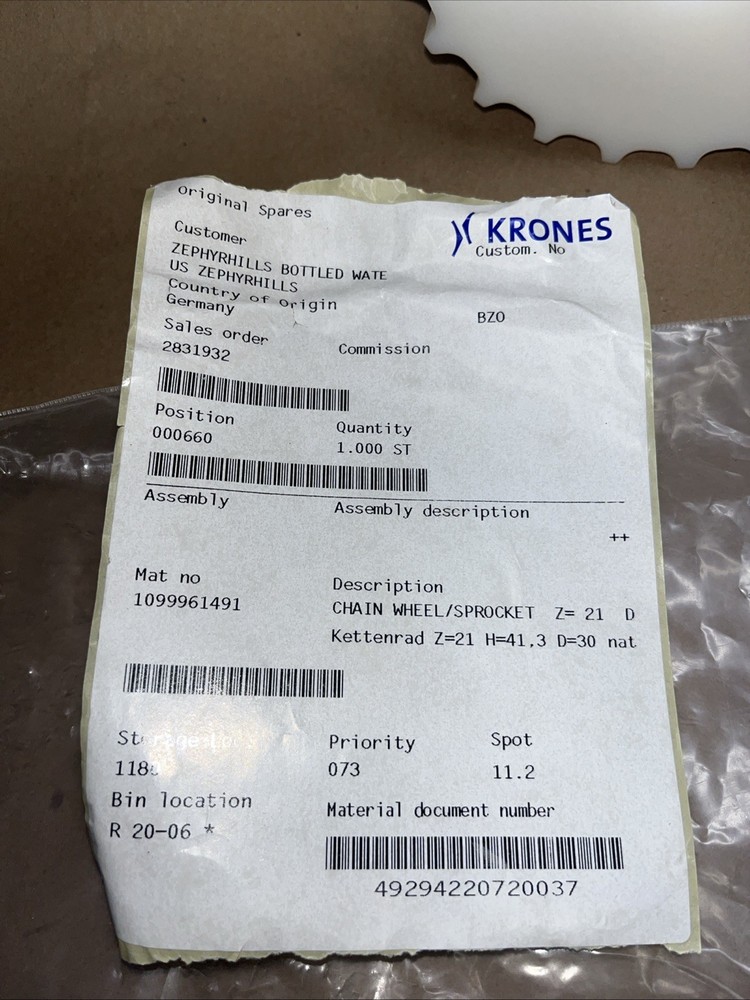 Original Spares
KRONES
Customer
Custom. No
ZEPHYRHILLS BOTTLED WATE
US ZEPHYRHILLS
Country of Origin
Germany
BZO
Sales order
2831932
Commission
Position
000660
Quantity
1.000 ST
Assembly
Assembly description
++
Mat no
1099961491
Description
CHAIN WHEEL/SPROCKET Z= 21 D
Kettenrad Z=21 H=41,3 D=30 nat
Priority
073
Spot
11.2
Bin location
R 20-06 *
Material document number
49294220720037